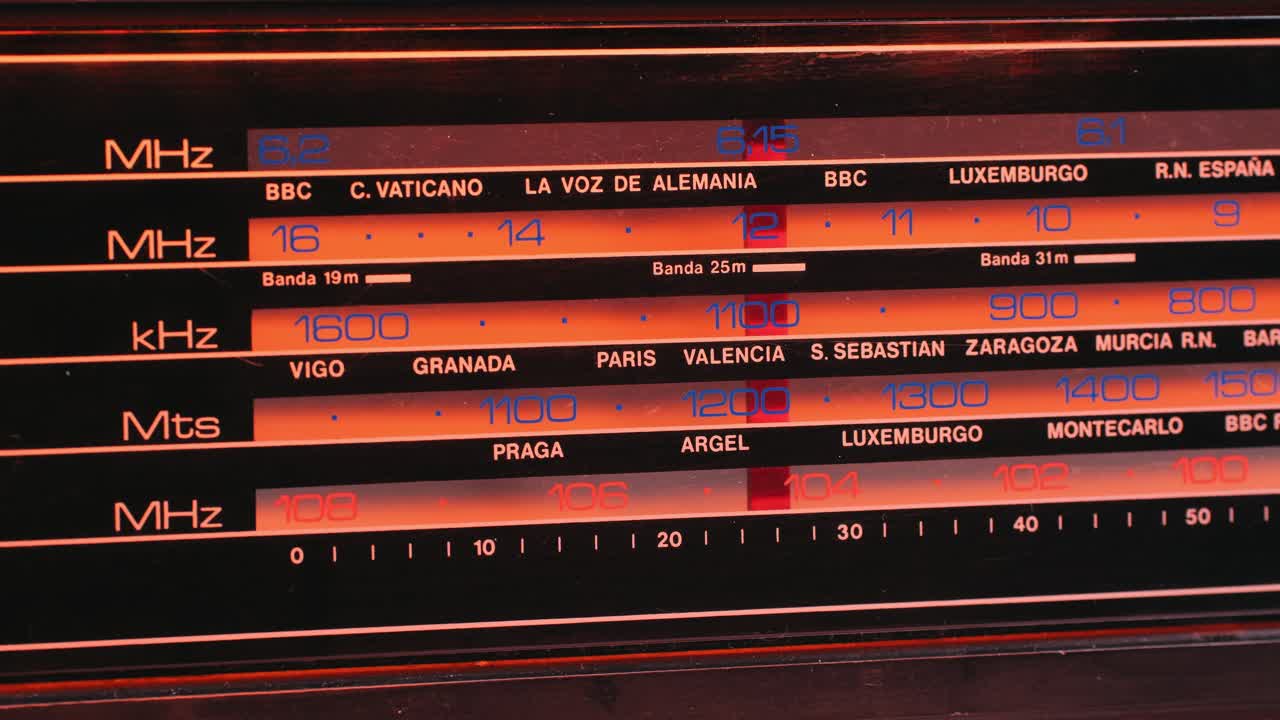 MHz 6,2 6,15 6,1
BBC C. VATICANO LA VOZ DE ALEMANIA BBC LUXEMBURGO R.N. ESPAÑA
MHz 16 · · · 14 · 12 · 11 · 10 · 9
Banda 19m Banda 25m Banda 31m
kHz 1600 · · · 1100 · 900 · 800
VIGO GRANADA PARIS VALENCIA S. SEBASTIAN ZARAGOZA MURCIA R.N. BAR
Mts · · 1100 · 1200 · 1300 1400 150
PRAGA ARGEL LUXEMBURGO MONTECARLO BBC
MHz 108 · 106 · 104 · 102 · 100
0 10 20 30 40 50